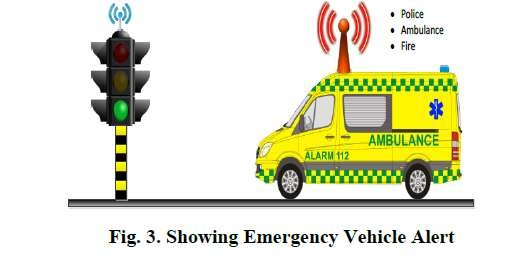 • Police
• Ambulance
• Fire
AMBULANCE
ALARM 112
Fig. 3. Showing Emergency Vehicle Alert